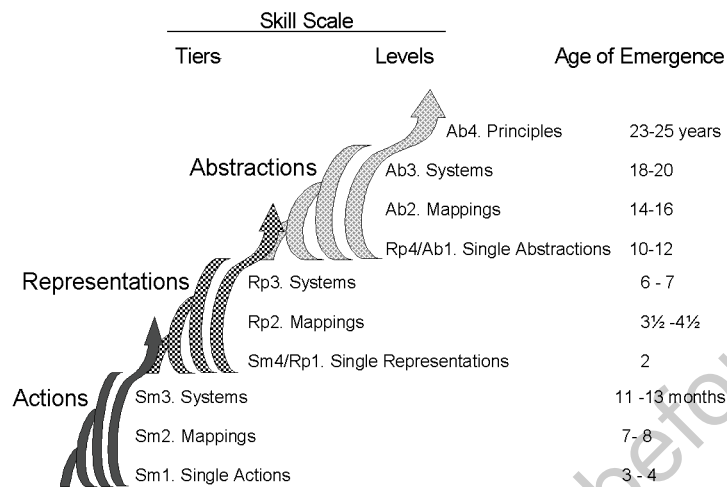 Skill Scale
Tiers Levels Age of Emergence
Ab4. Principles 23-25 years
Abstractions
Ab3. Systems 18-20
Ab2. Mappings 14-16
Rp4/Ab1. Single Abstractions 10-12
Representations
Rp3. Systems 6 - 7
Rp2. Mappings 3½ -4½
Sm4/Rp1. Single Representations 2
Actions
Sm3. Systems 11 -13 months
Sm2. Mappings 7- 8
Sm1. Single Actions 3 - 4